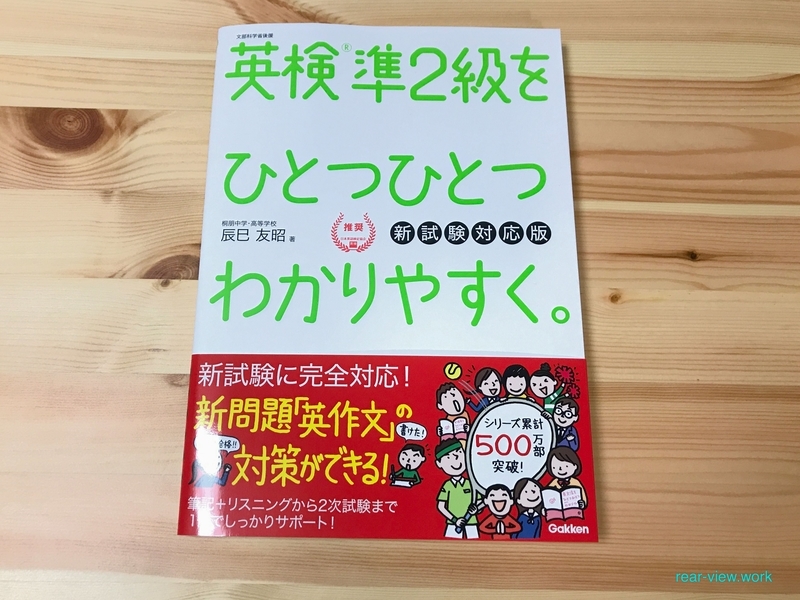 文部科学省後援
英検®準2級を
ひとつひとつ
わかりやすく。
桐朋中学・高等学校
辰巳 友昭 著
推奨
新試験対応版
新試験に完全対応!
新問題「英作文」の
対策ができる!
書けた!
合格!!
筆記+リスニングから2次試験まで
1冊でしっかりサポート!
シリーズ累計
500万部
突破!
Gakken
rear-view.work